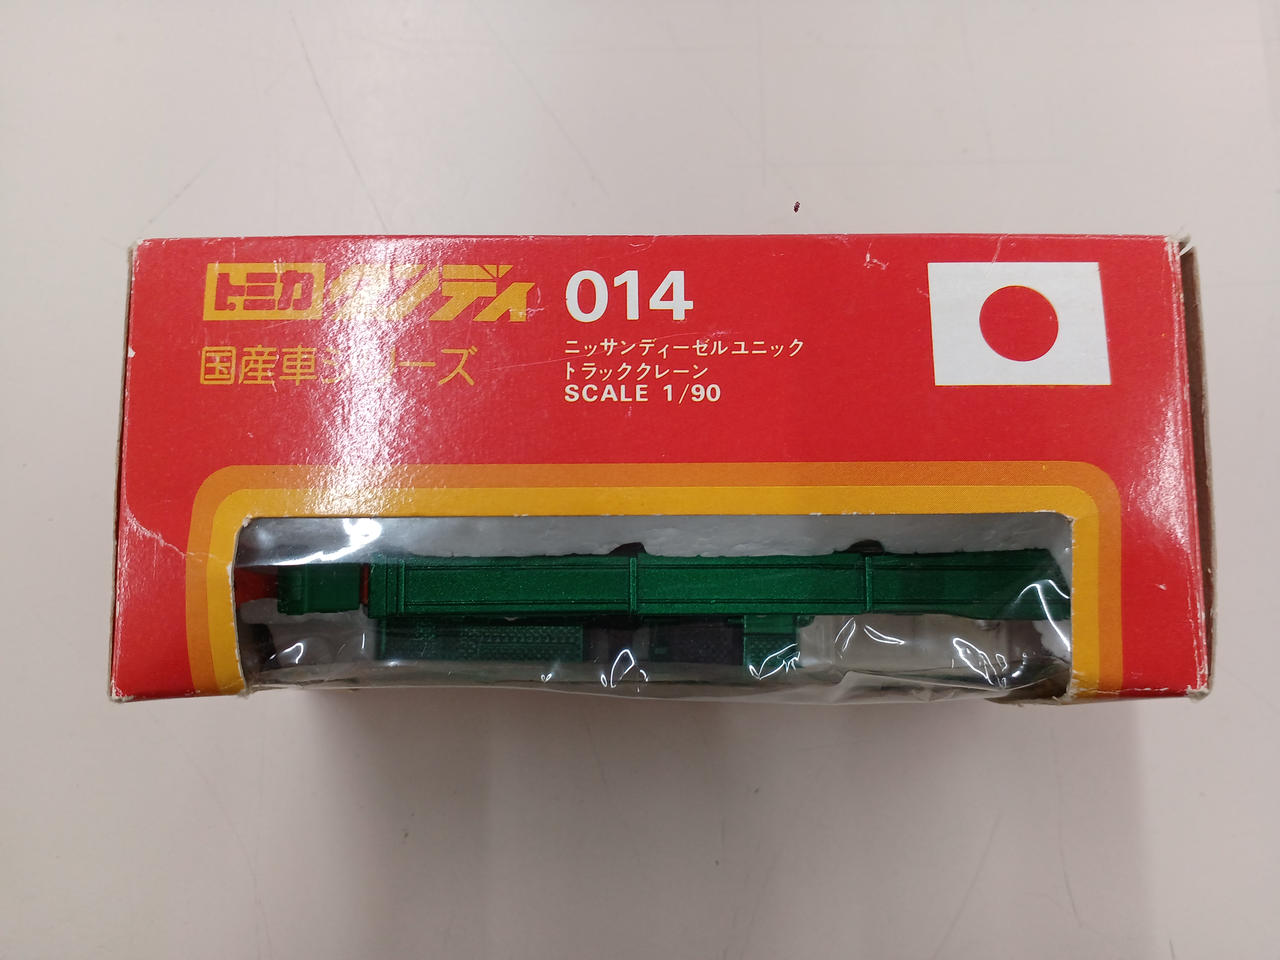 トミカダンディ
国産車シリーズ
014
ニッサンディーゼルユニック
トラッククレーン
SCALE 1/90